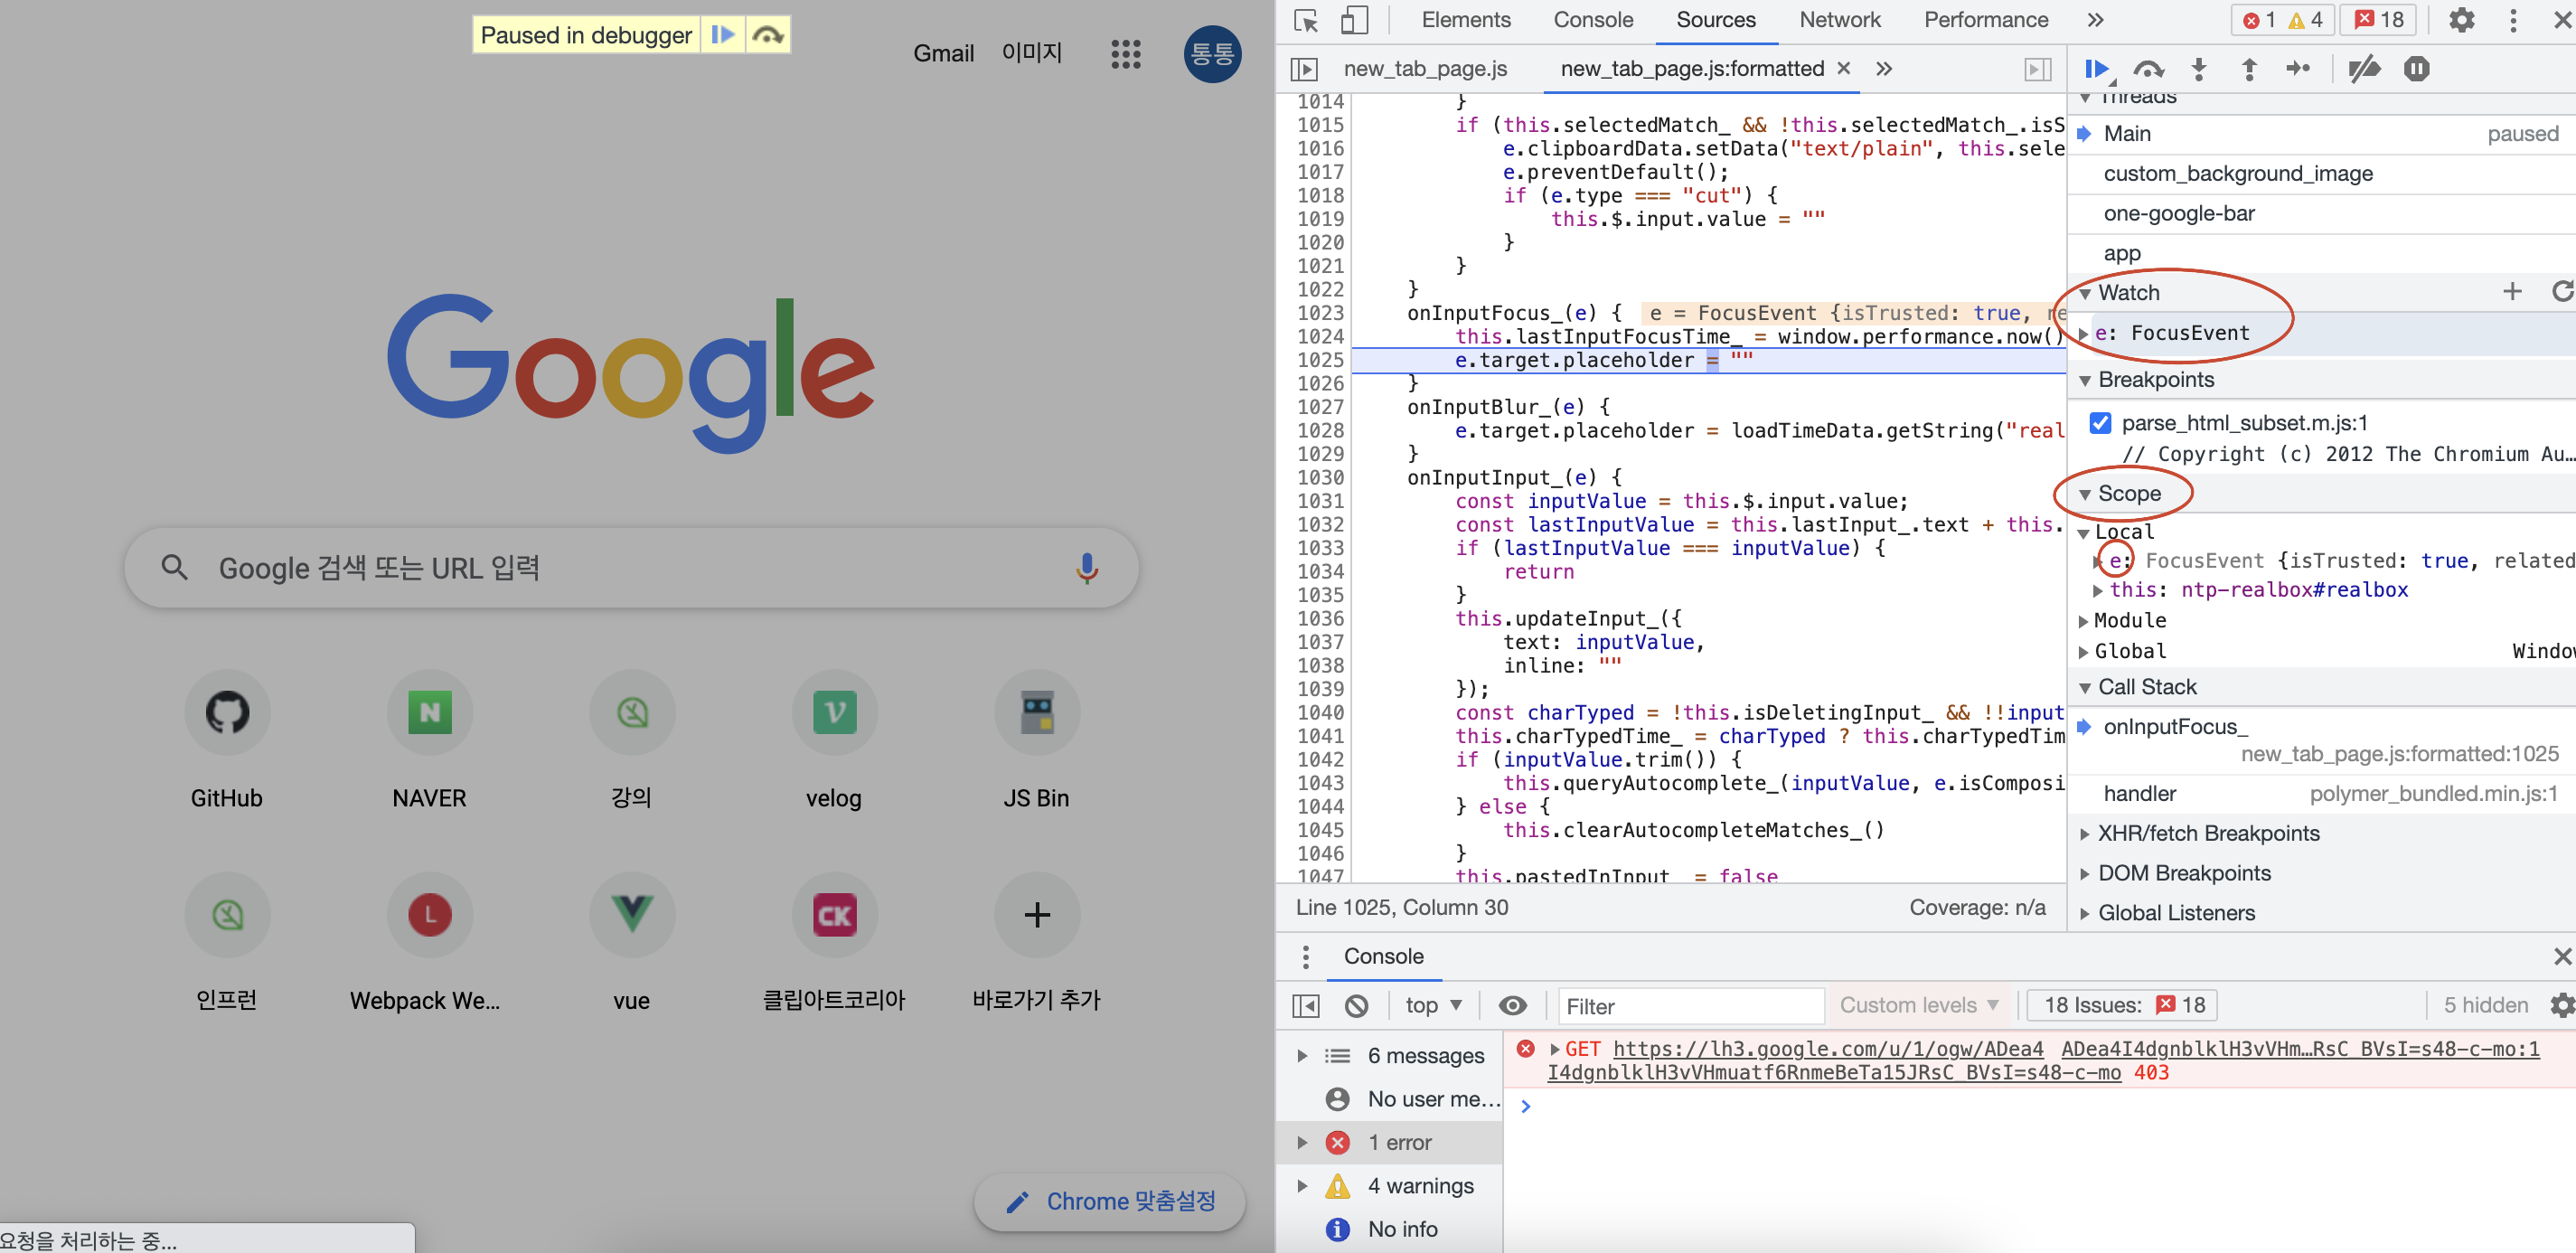 Paused in debugger
Gmail 이미지 통통
Google
Google 검색 또는 URL 입력
GitHub NAVER 강의 velog JS Bin
인프런 Webpack We... vue 클립아트코리아 바로가기 추가
Chrome 맞춤설정
요청을 처리하는 중...
Elements Console Sources Network Performance 1 4 18
new_tab_page.js new_tab_page.js:formatted
1014 }
1015 if (this.selectedMatch_ && !this.selectedMatch_.isS
1016 e.clipboardData.setData("text/plain", this.sele
1017 e.preventDefault();
1018 if (e.type === "cut") {
1019 this.$.input.value = ""
1020 }
1021 }
1022 }
1023 onInputFocus_(e) { e = FocusEvent {isTrusted: true, re
1024 this.lastInputFocusTime_ = window.performance.now()
1025 e.target.placeholder = ""
1026 }
1027 onInputBlur_(e) {
1028 e.target.placeholder = loadTimeData.getString("real
1029 }
1030 onInputInput_(e) {
1031 const inputValue = this.$.input.value;
1032 const lastInputValue = this.lastInput_.text + this.
1033 if (lastInputValue === inputValue) {
1034 return
1035 }
1036 this.updateInput_({
1037 text: inputValue,
1038 inline: ""
1039 });
1040 const charTyped = !this.isDeletingInput_ && !!input
1041 this.charTypedTime_ = charTyped ? this.charTypedTim
1042 if (inputValue.trim()) {
1043 this.queryAutocomplete_(inputValue, e.isComposi
1044 } else {
1045 this.clearAutocompleteMatches_()
1046 }
1047 this.pastedInInput_ = false
Line 1025, Column 30 Coverage: n/a
Threads
Main paused
custom_background_image
one-google-bar
app
Watch
e: FocusEvent
Breakpoints
parse_html_subset.m.js:1
// Copyright (c) 2012 The Chromium Au…
Scope
Local
e: FocusEvent {isTrusted: true, related
this: ntp-realbox#realbox
Module
Global Window
Call Stack
onInputFocus_
new_tab_page.js:formatted:1025
handler polymer_bundled.min.js:1
XHR/fetch Breakpoints
DOM Breakpoints
Global Listeners
Console
top Filter Custom levels 18 Issues: 18 5 hidden
6 messages
No user me…
1 error
4 warnings
No info
GET https://lh3.google.com/u/1/ogw/ADea4 ADea4I4dgnblklH3vVHm…RsC_BVsI=s48-c-mo:1
I4dgnblklH3vVHmuatf6RnmeBeTa15JRsC_BVsI=s48-c-mo 403